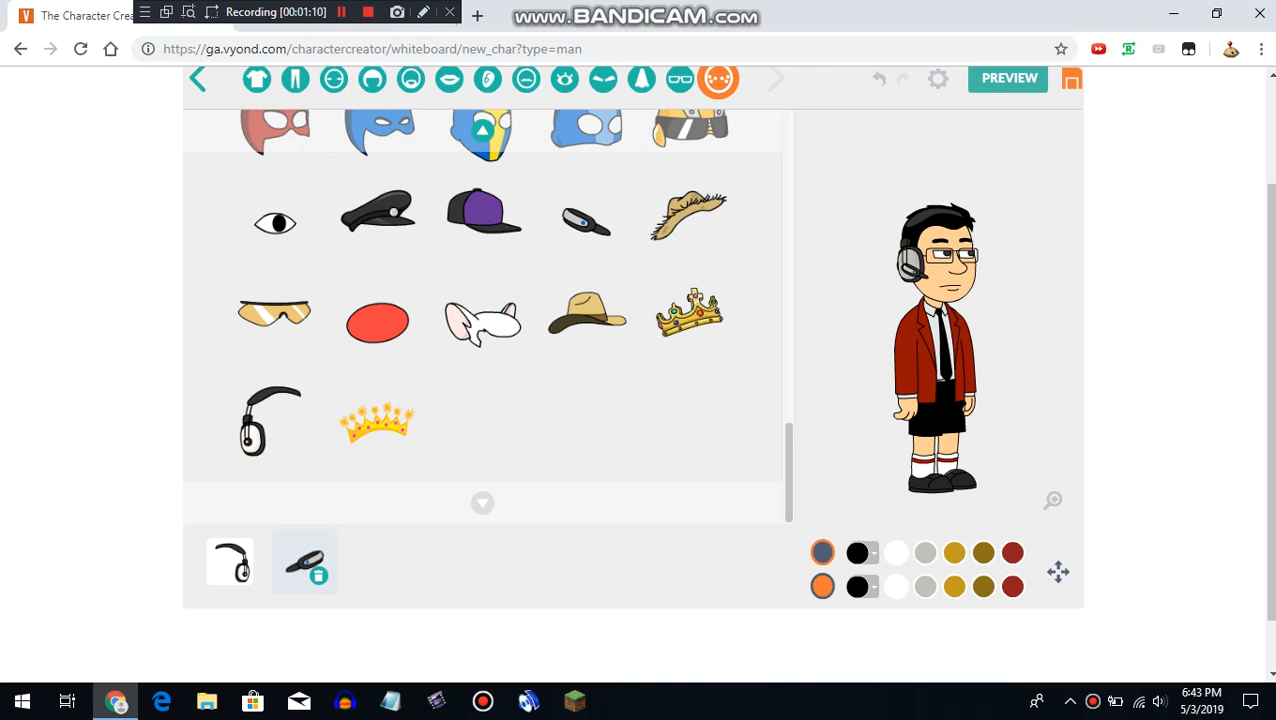 Recording [00:01:10]
www.BANDICAM.com
The Character Crea
https://ga.vyond.com/charactercreator/whiteboard/new_char?type=man
PREVIEW
6:43 PM
5/3/2019